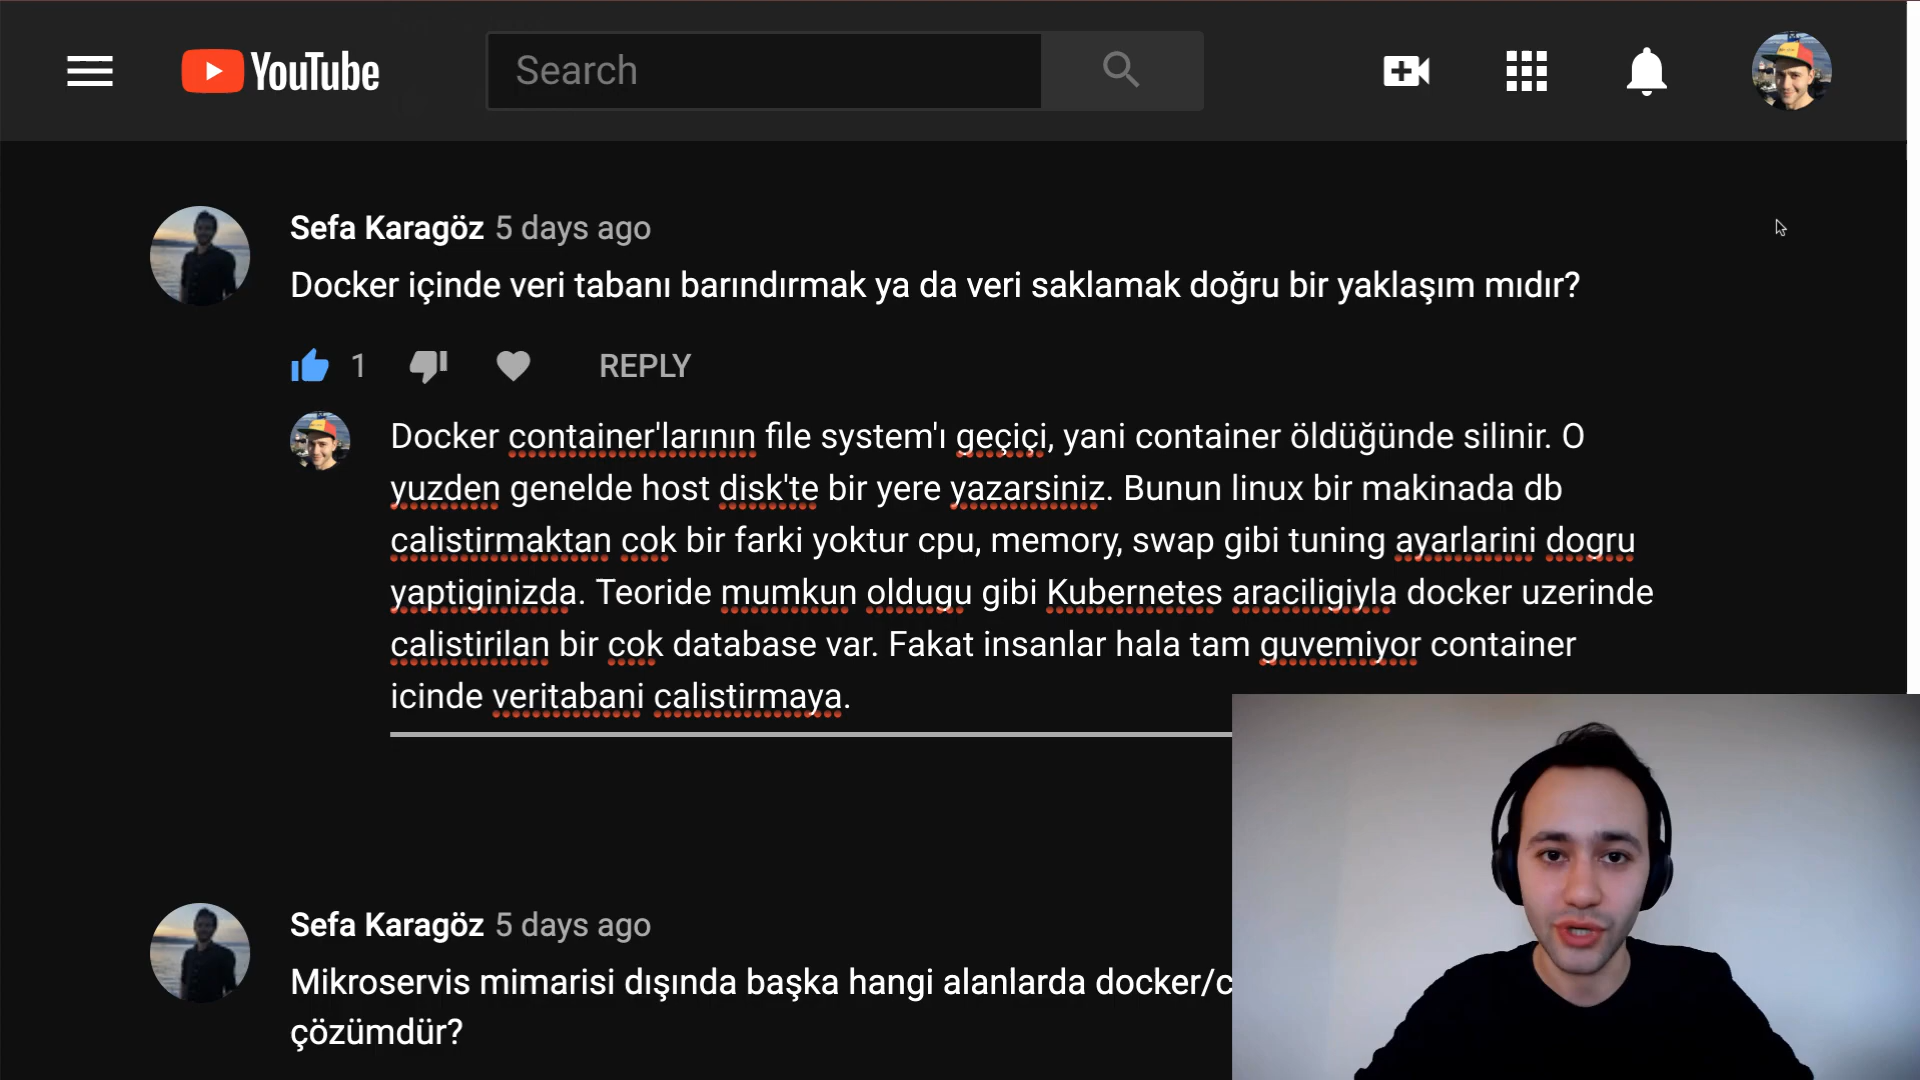 YouTube
Search
Sefa Karagöz 5 days ago
Docker içinde veri tabanı barındırmak ya da veri saklamak doğru bir yaklaşım mıdır?
1 REPLY
Docker container'larının file system'ı geçiçi, yani container öldüğünde silinir. O
yuzden genelde host disk'te bir yere yazarsiniz. Bunun linux bir makinada db
calistirmaktan cok bir farki yoktur cpu, memory, swap gibi tuning ayarlarini dogru
yaptiginizda. Teoride mumkun oldugu gibi Kubernetes araciligiyla docker uzerinde
calistirilan bir cok database var. Fakat insanlar hala tam guvemiyor container
icinde veritabani calistirmaya.
Sefa Karagöz 5 days ago
Mikroservis mimarisi dışında başka hangi alanlarda docker/c
çözümdür?